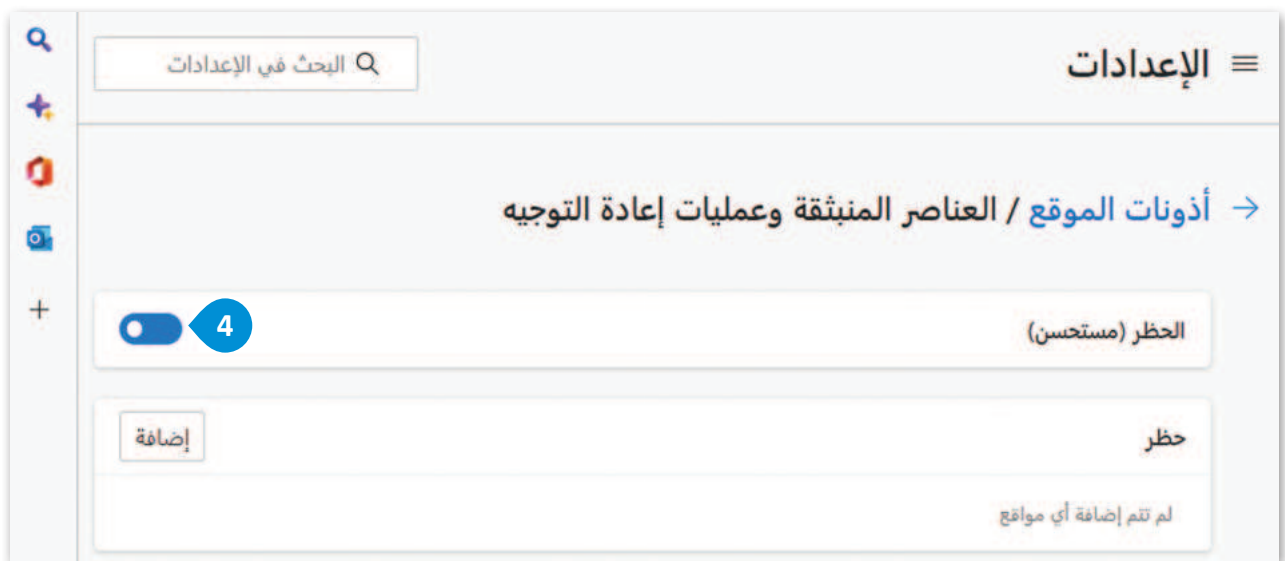 الإعدادات
البحث في الإعدادات
أذونات الموقع / العناصر المنبثقة وعمليات إعادة التوجيه
الحظر (مستحسن)
4
حظر
إضافة
لم تتم إضافة أي مواقع